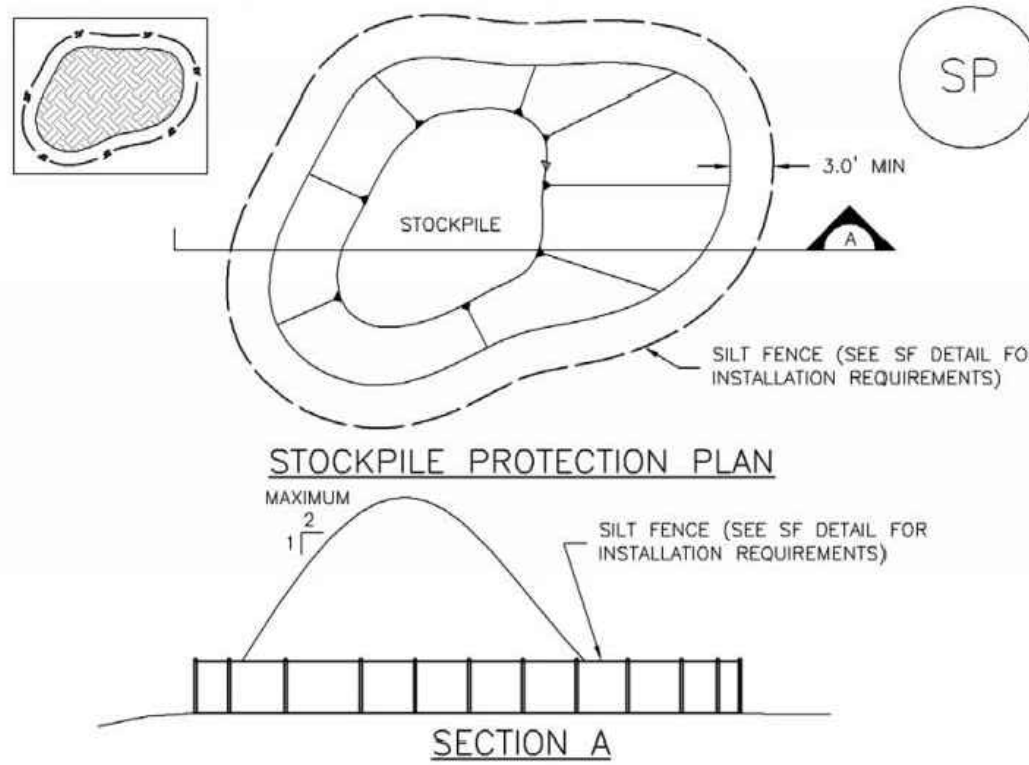 SP
3.0' MIN
STOCKPILE
A
SILT FENCE (SEE SF DETAIL FO
INSTALLATION REQUIREMENTS)
STOCKPILE PROTECTION PLAN
MAXIMUM
2
1
SILT FENCE (SEE SF DETAIL FOR
INSTALLATION REQUIREMENTS)
SECTION A